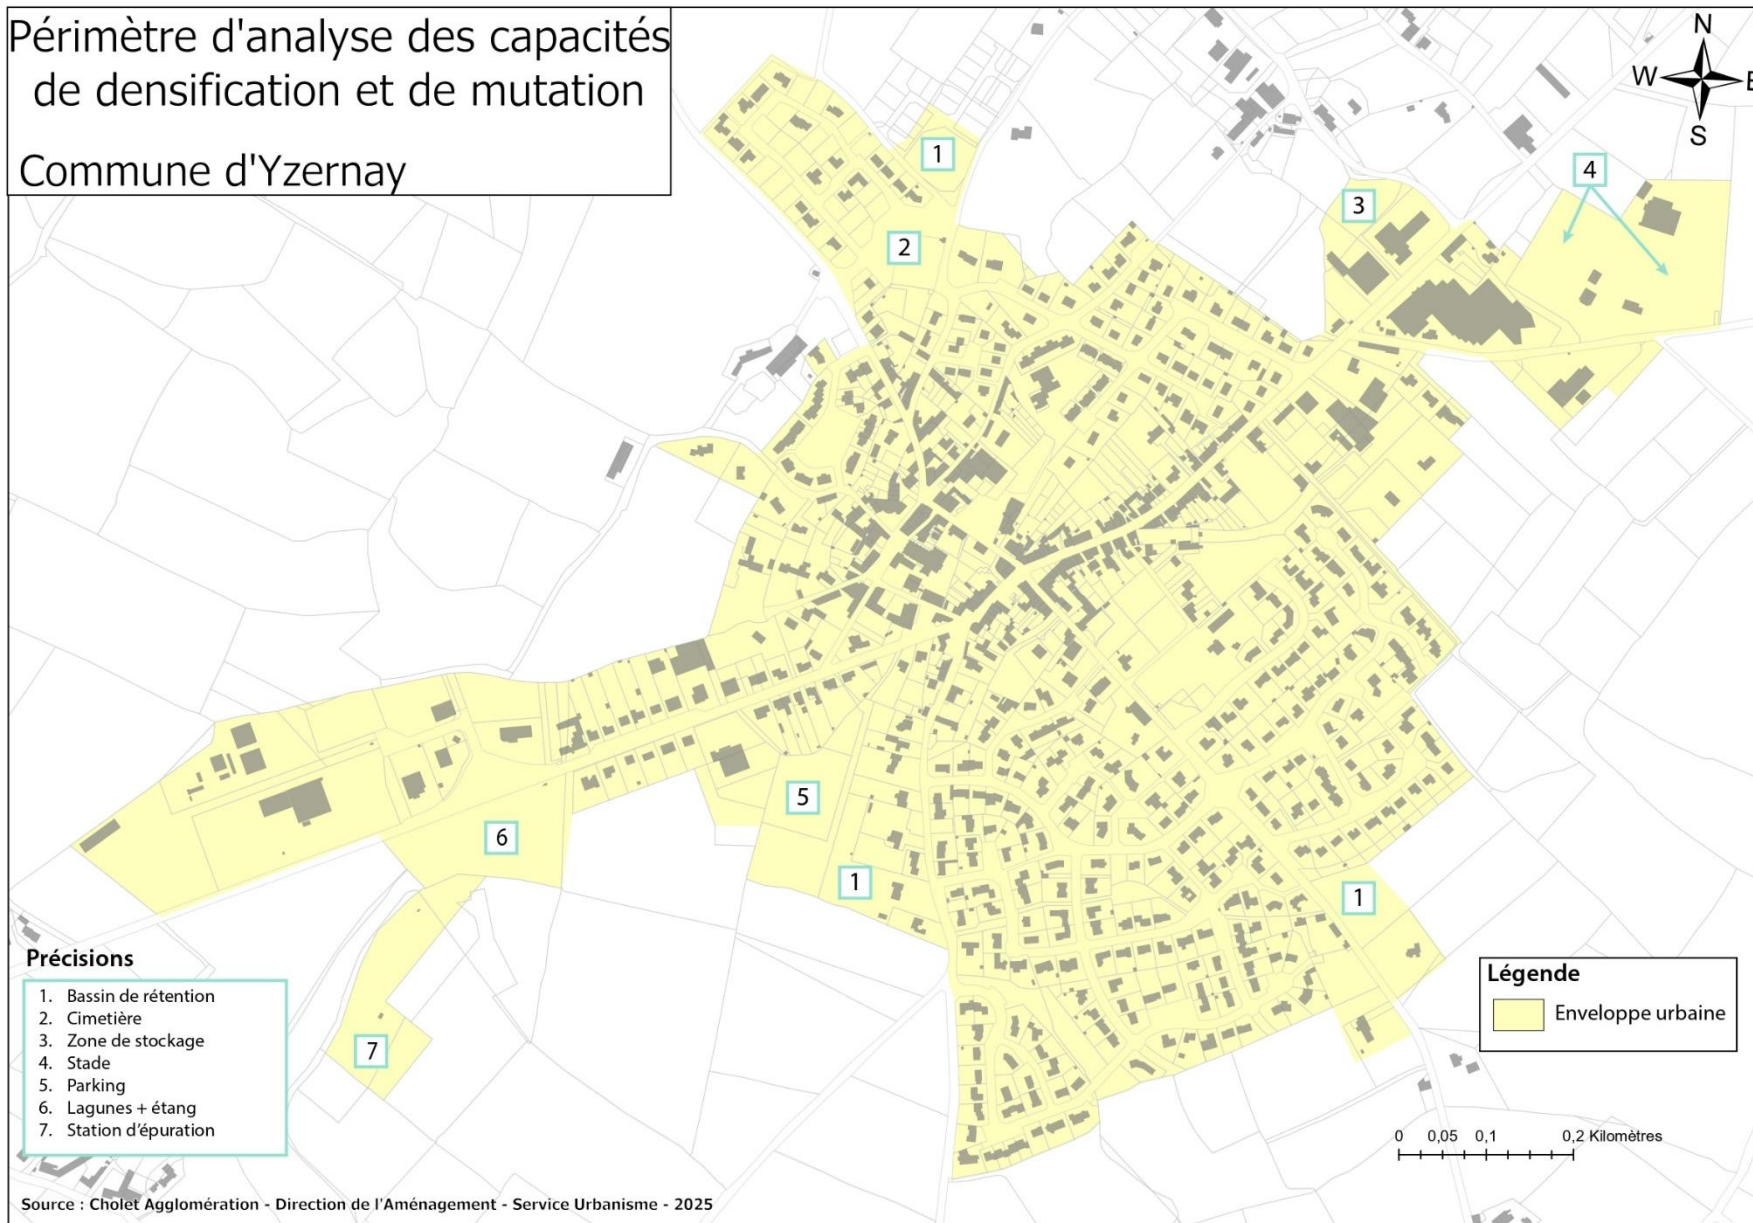 Périmètre d'analyse des capacités
de densification et de mutation
Commune d'Yzernay
N
W
E
S
1
2
3
4
5
6
1
1
7
Précisions
1. Bassin de rétention
2. Cimetière
3. Zone de stockage
4. Stade
5. Parking
6. Lagunes + étang
7. Station d'épuration
Légende
Enveloppe urbaine
0 0,05 0,1 0,2 Kilomètres
Source : Cholet Agglomération - Direction de l'Aménagement - Service Urbanisme - 2025